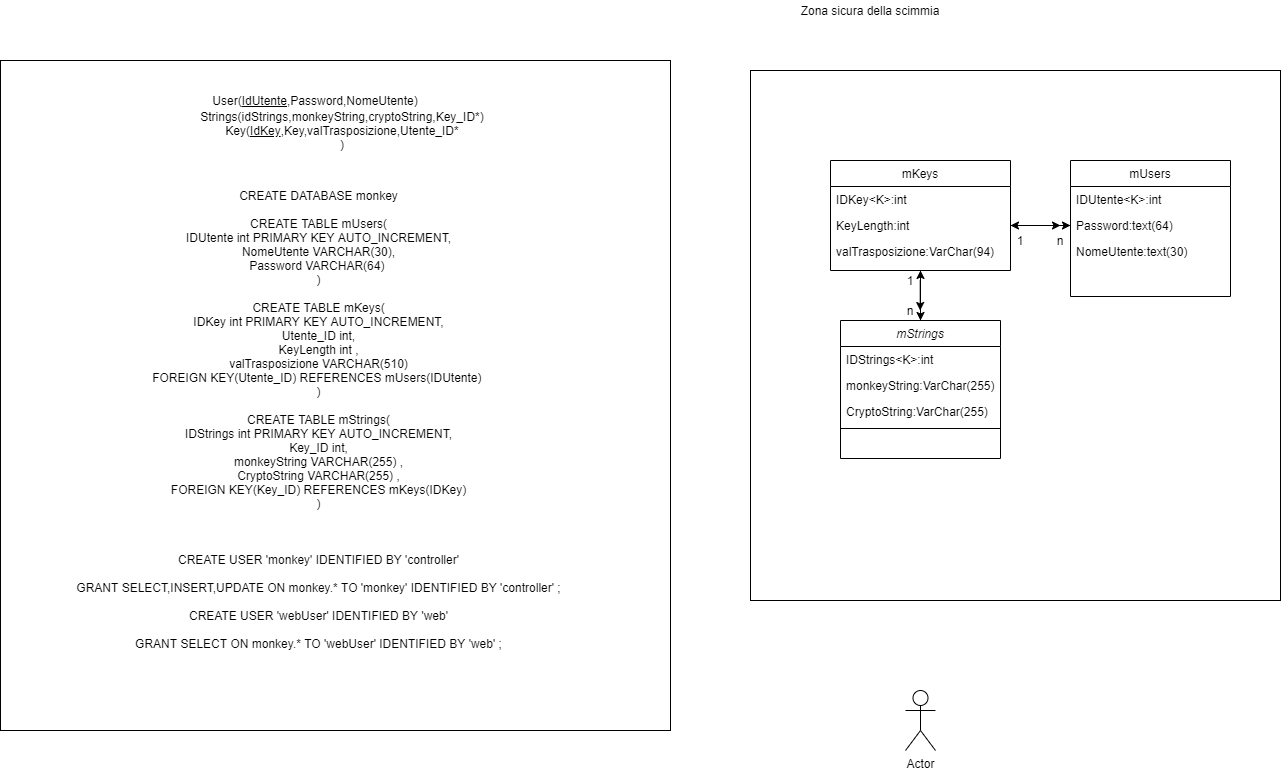 Zona sicura della scimmia
User(IdUtente,Password,NomeUtente)
Strings(idStrings,monkeyString,cryptoString,Key_ID*)
Key(IdKey,Key,valTrasposizione,Utente_ID*
)
CREATE DATABASE monkey
CREATE TABLE mUsers(
IDUtente int PRIMARY KEY AUTO_INCREMENT,
NomeUtente VARCHAR(30),
Password VARCHAR(64)
)
CREATE TABLE mKeys(
IDKey int PRIMARY KEY AUTO_INCREMENT,
Utente_ID int,
KeyLength int ,
valTrasposizione VARCHAR(510)
FOREIGN KEY(Utente_ID) REFERENCES mUsers(IDUtente)
)
CREATE TABLE mStrings(
IDStrings int PRIMARY KEY AUTO_INCREMENT,
Key_ID int,
monkeyString VARCHAR(255) ,
CryptoString VARCHAR(255) ,
FOREIGN KEY(Key_ID) REFERENCES mKeys(IDKey)
)
CREATE USER 'monkey' IDENTIFIED BY 'controller'
GRANT SELECT,INSERT,UPDATE ON monkey.* TO 'monkey' IDENTIFIED BY 'controller' ;
CREATE USER 'webUser' IDENTIFIED BY 'web'
GRANT SELECT ON monkey.* TO 'webUser' IDENTIFIED BY 'web' ;
mKeys
IDKey<K>:int
KeyLength:int
valTrasposizione:VarChar(94)
1
n
mUsers
IDUtente<K>:int
Password:text(64)
NomeUtente:text(30)
1
n
mStrings
IDStrings<K>:int
monkeyString:VarChar(255)
CryptoString:VarChar(255)
Actor